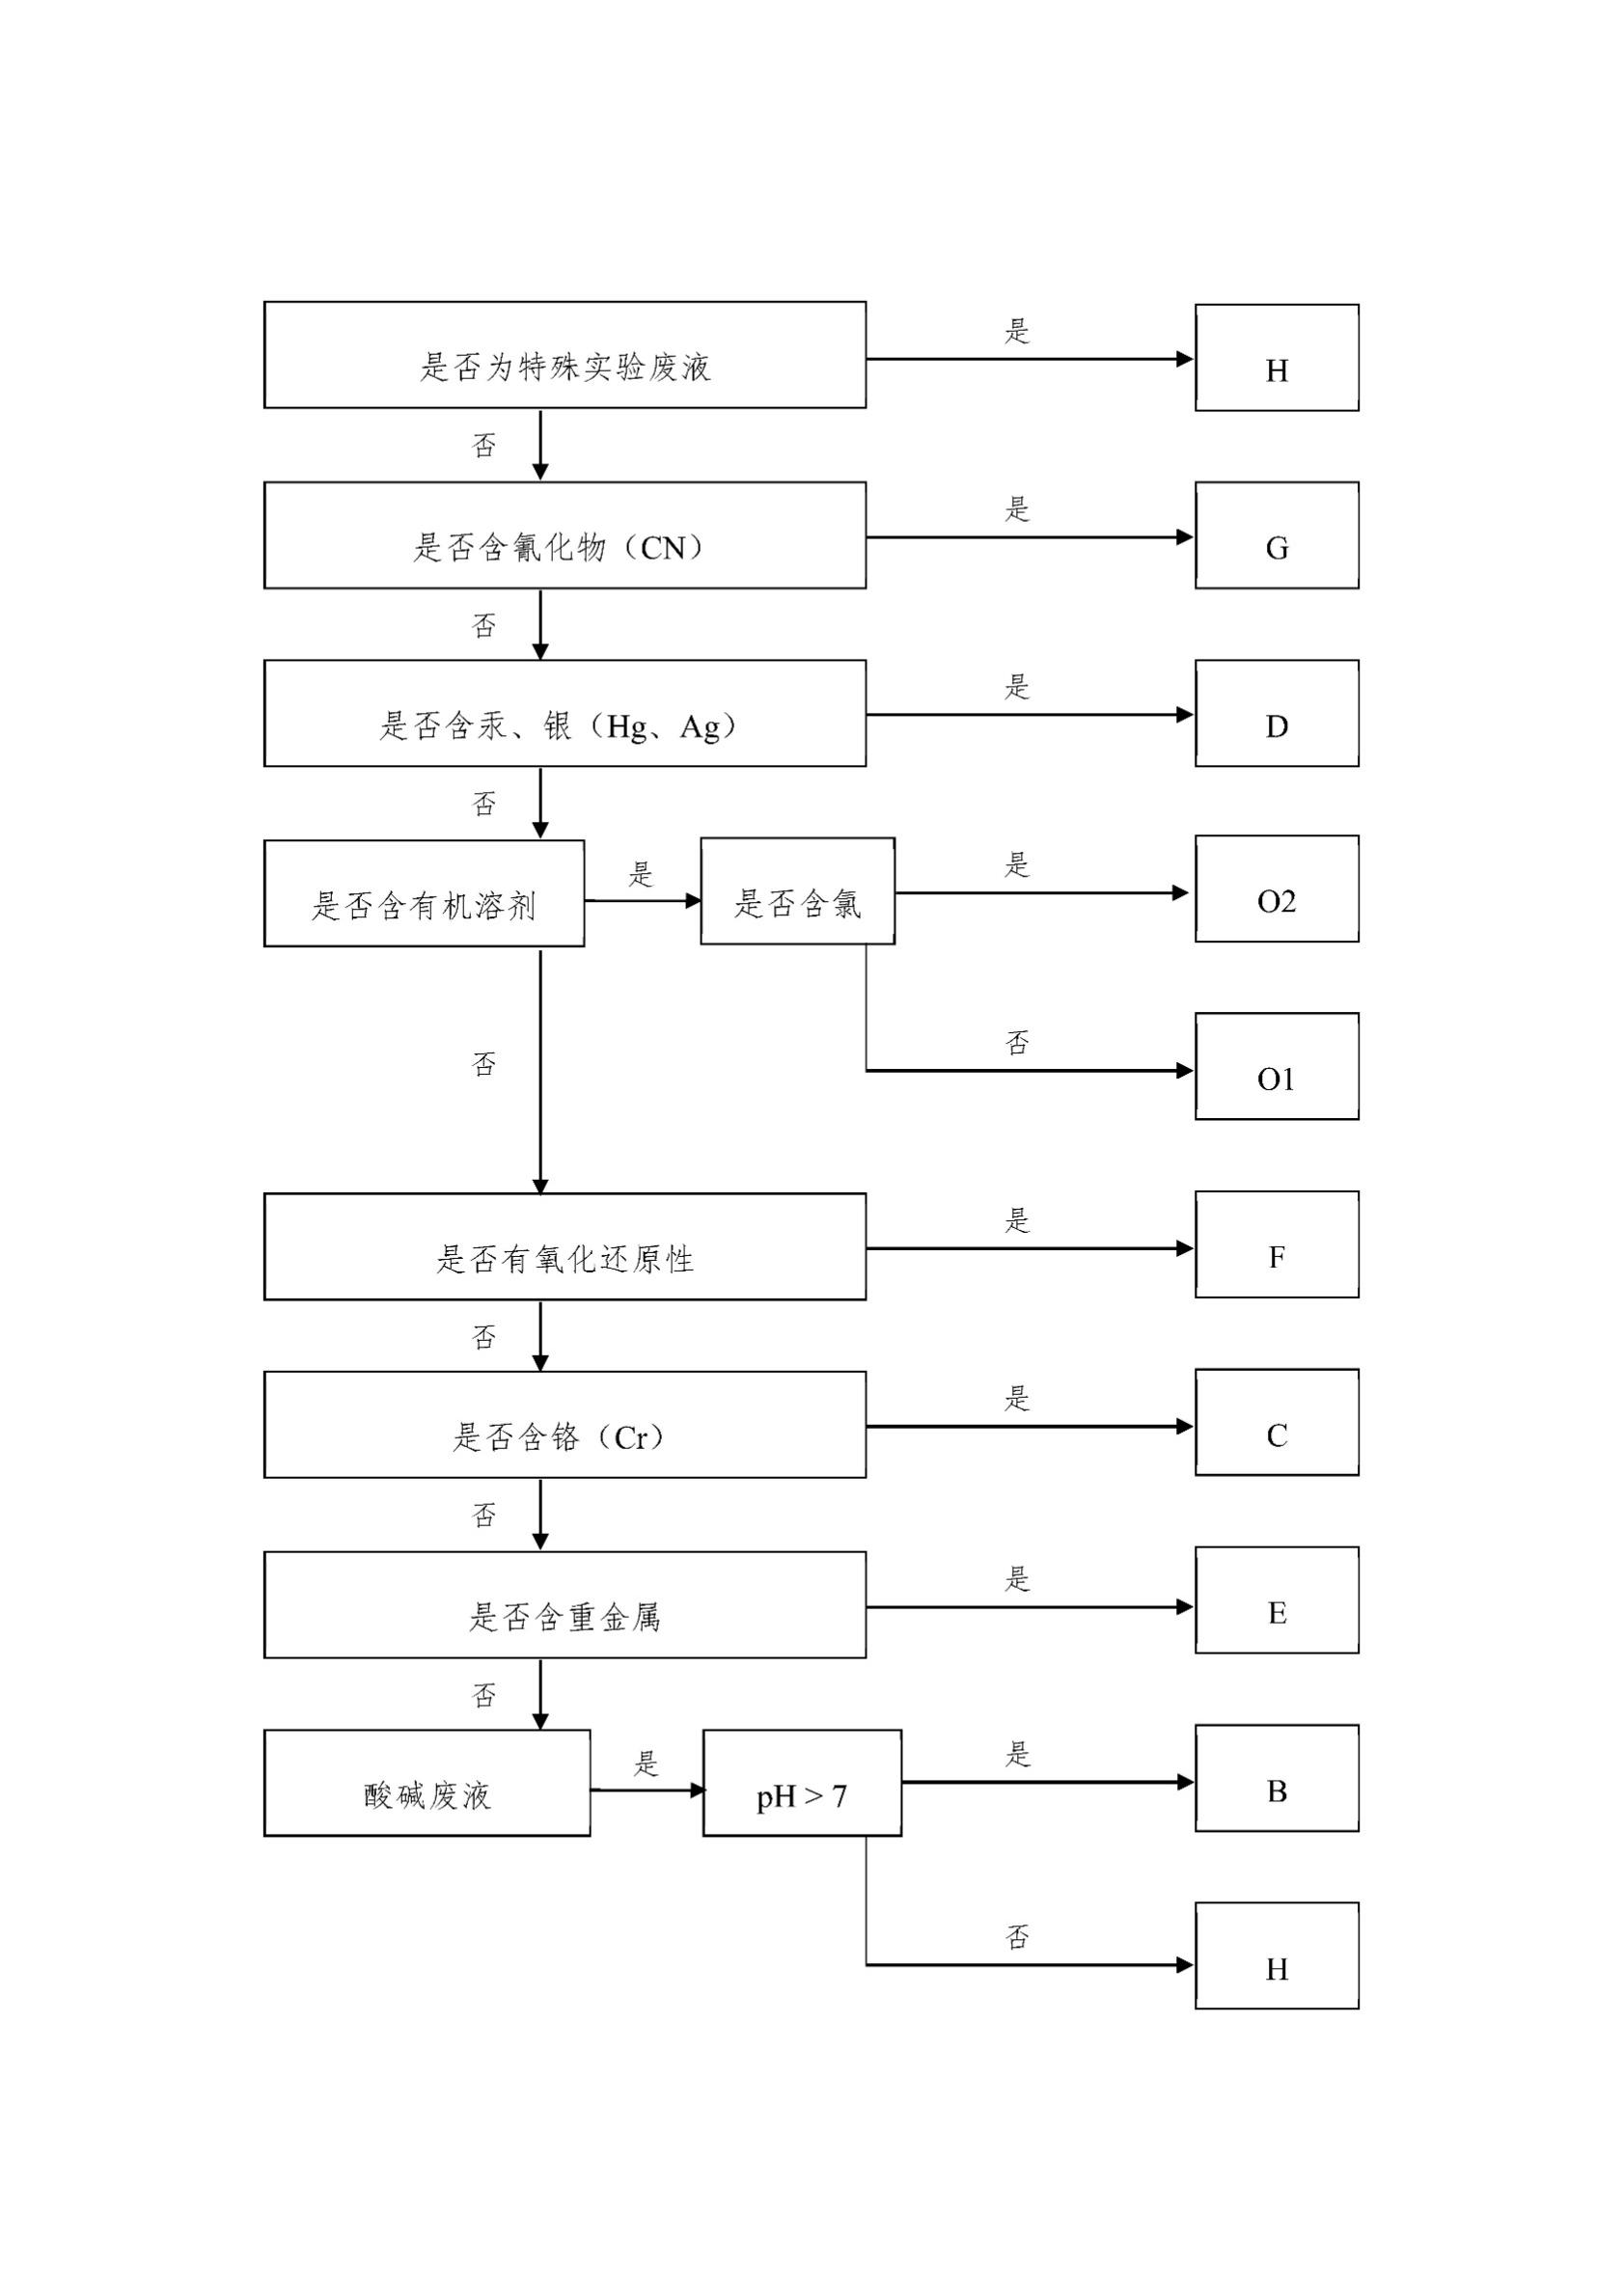 是否为特殊实验废液
是
H
否
是否含氰化物（CN）
是
G
否
是否含汞、银（Hg、Ag）
是
D
否
是否含有机溶剂
是
是否含氯
是
O2
否
否
O1
是否有氧化还原性
是
F
否
是否含铬（Cr）
是
C
否
是否含重金属
是
E
否
酸碱废液
是
pH > 7
是
B
否
H